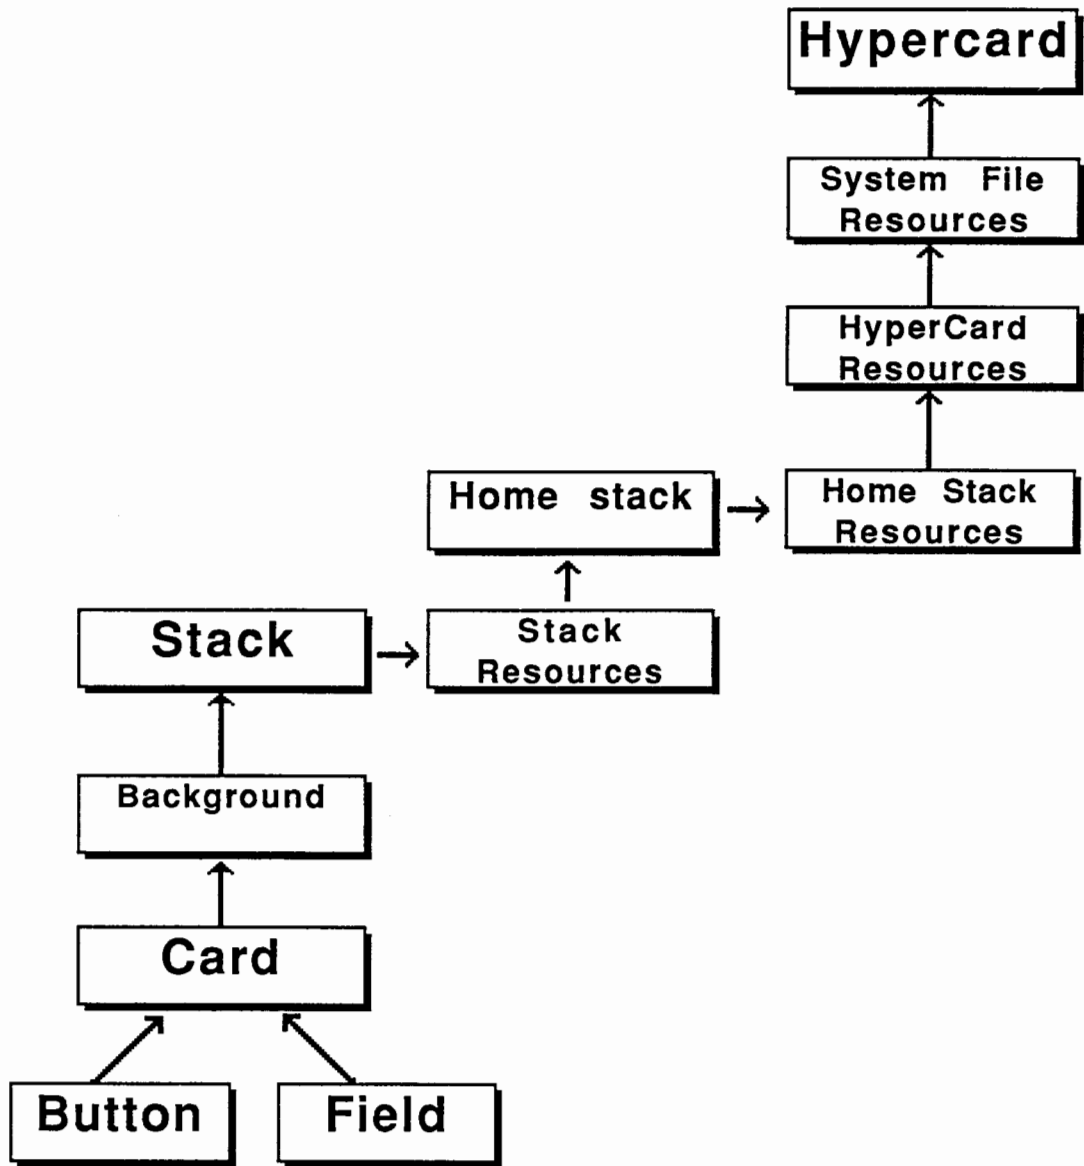 Hypercard
System File
Resources
HyperCard
Resources
Home stack
Home Stack
Resources
Stack
Stack
Resources
Background
Card
Button
Field